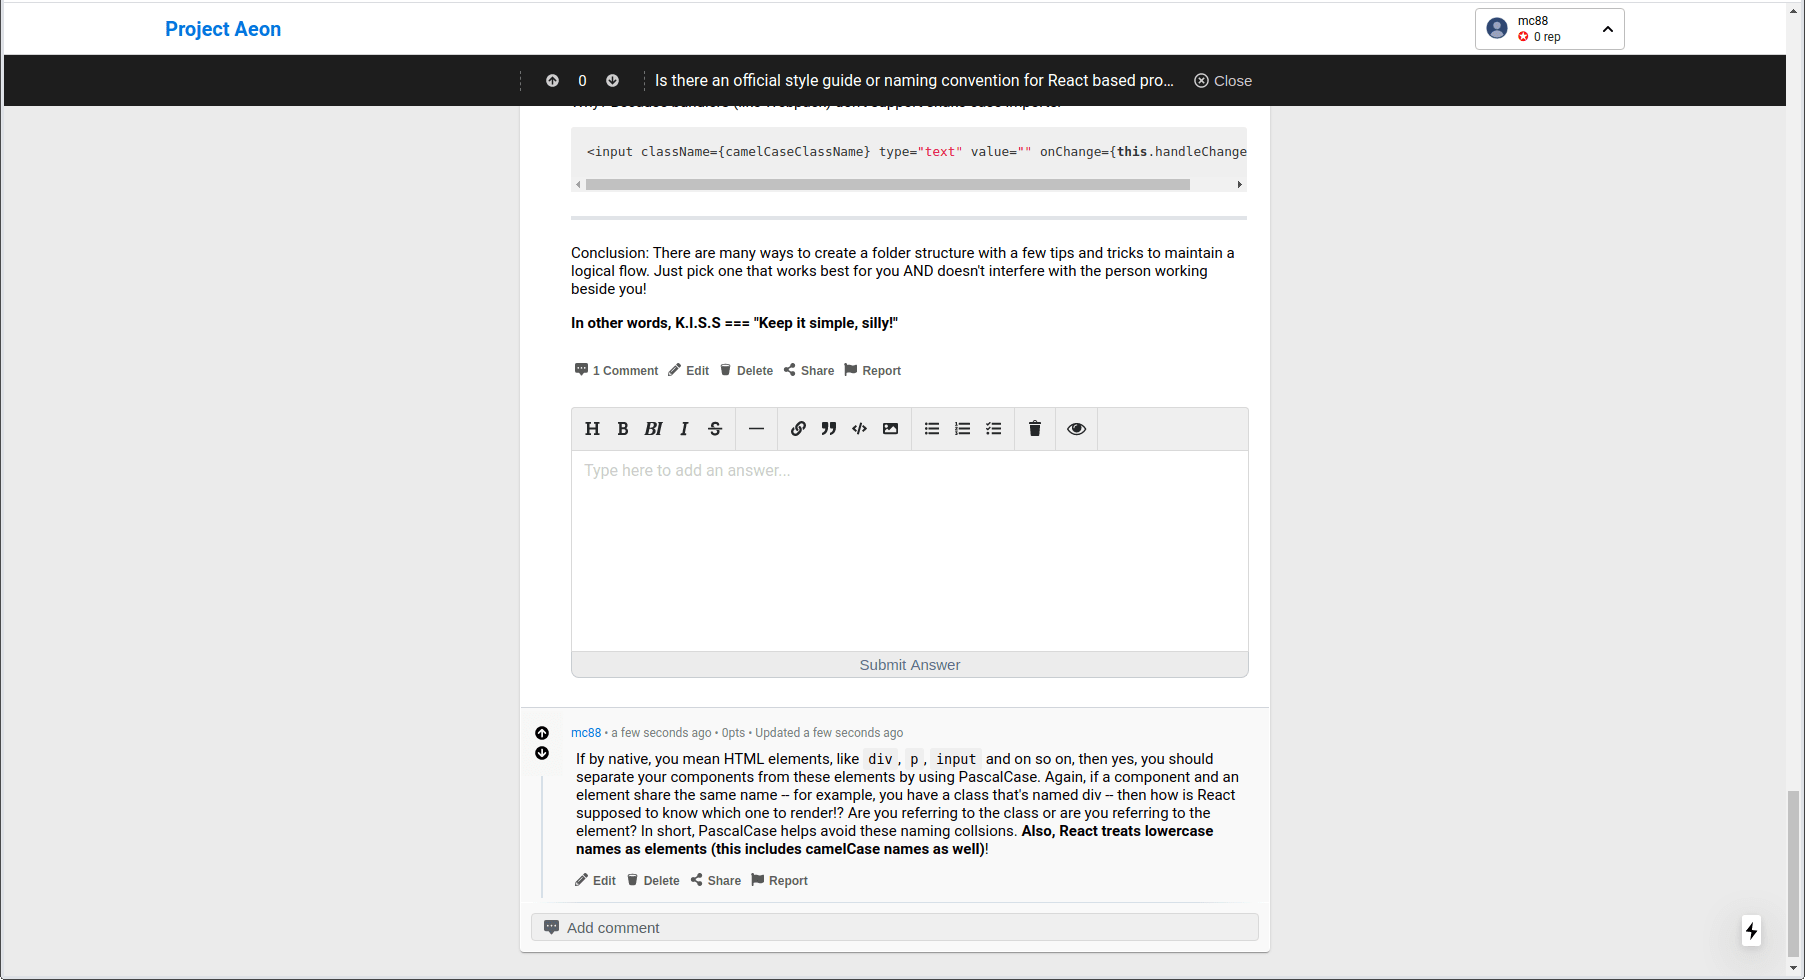 Project Aeon
mc88
0 rep
0
Is there an official style guide or naming convention for React based pro...
Close
Why? Because bundlers (like Webpack) don't support snake case imports.
<input className={camelCaseClassName} type="text" value="" onChange={this.handleChange
Conclusion: There are many ways to create a folder structure with a few tips and tricks to maintain a
logical flow. Just pick one that works best for you AND doesn't interfere with the person working
beside you!
In other words, K.I.S.S === "Keep it simple, silly!"
1 Comment Edit Delete Share Report
H B BI I S
Type here to add an answer...
Submit Answer
mc88 • a few seconds ago • 0pts • Updated a few seconds ago
If by native, you mean HTML elements, like div, p, input and on so on, then yes, you should
separate your components from these elements by using PascalCase. Again, if a component and an
element share the same name -- for example, you have a class that's named div -- then how is React
supposed to know which one to render!? Are you referring to the class or are you referring to the
element? In short, PascalCase helps avoid these naming collsions. Also, React treats lowercase
names as elements (this includes camelCase names as well)!
Edit Delete Share Report
Add comment